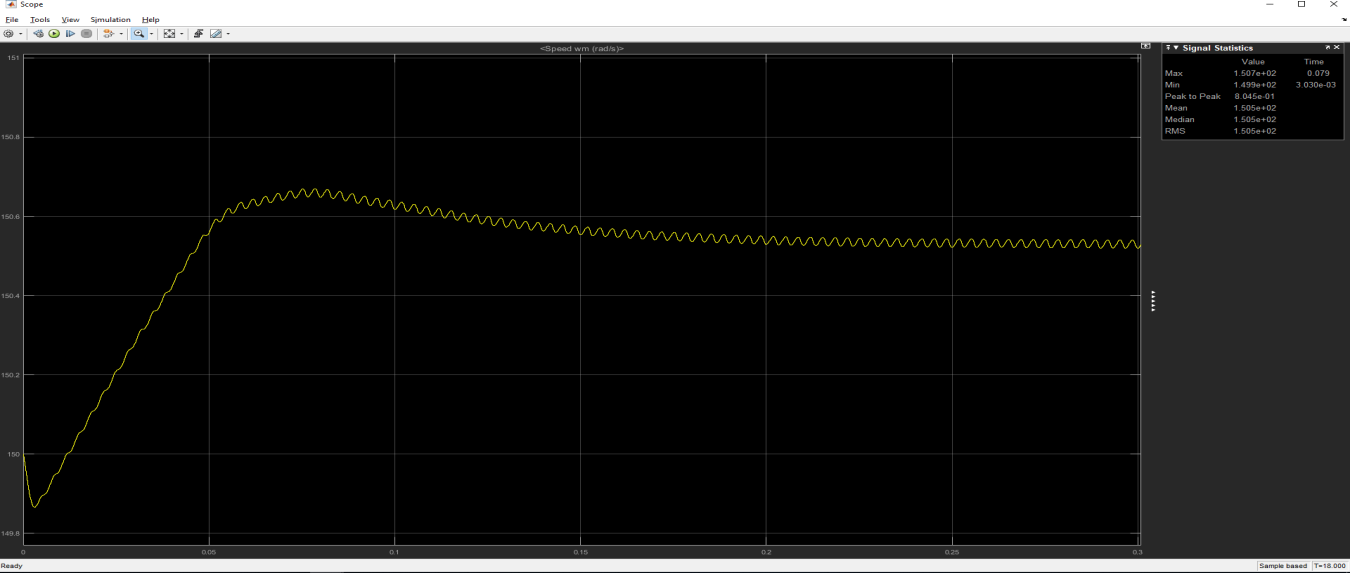 Scope
File Tools View Simulation Help
<Speed wm (rad/s)>
151
150.8
150.6
150.4
150.2
150
149.8
0 0.05 0.1 0.15 0.2 0.25 0.3
Signal Statistics
Value Time
Max 1.507e+02 0.079
Min 1.499e+02 3.030e-03
Peak to Peak 8.045e-01
Mean 1.505e+02
Median 1.505e+02
RMS 1.505e+02
Ready Sample based T=18.000